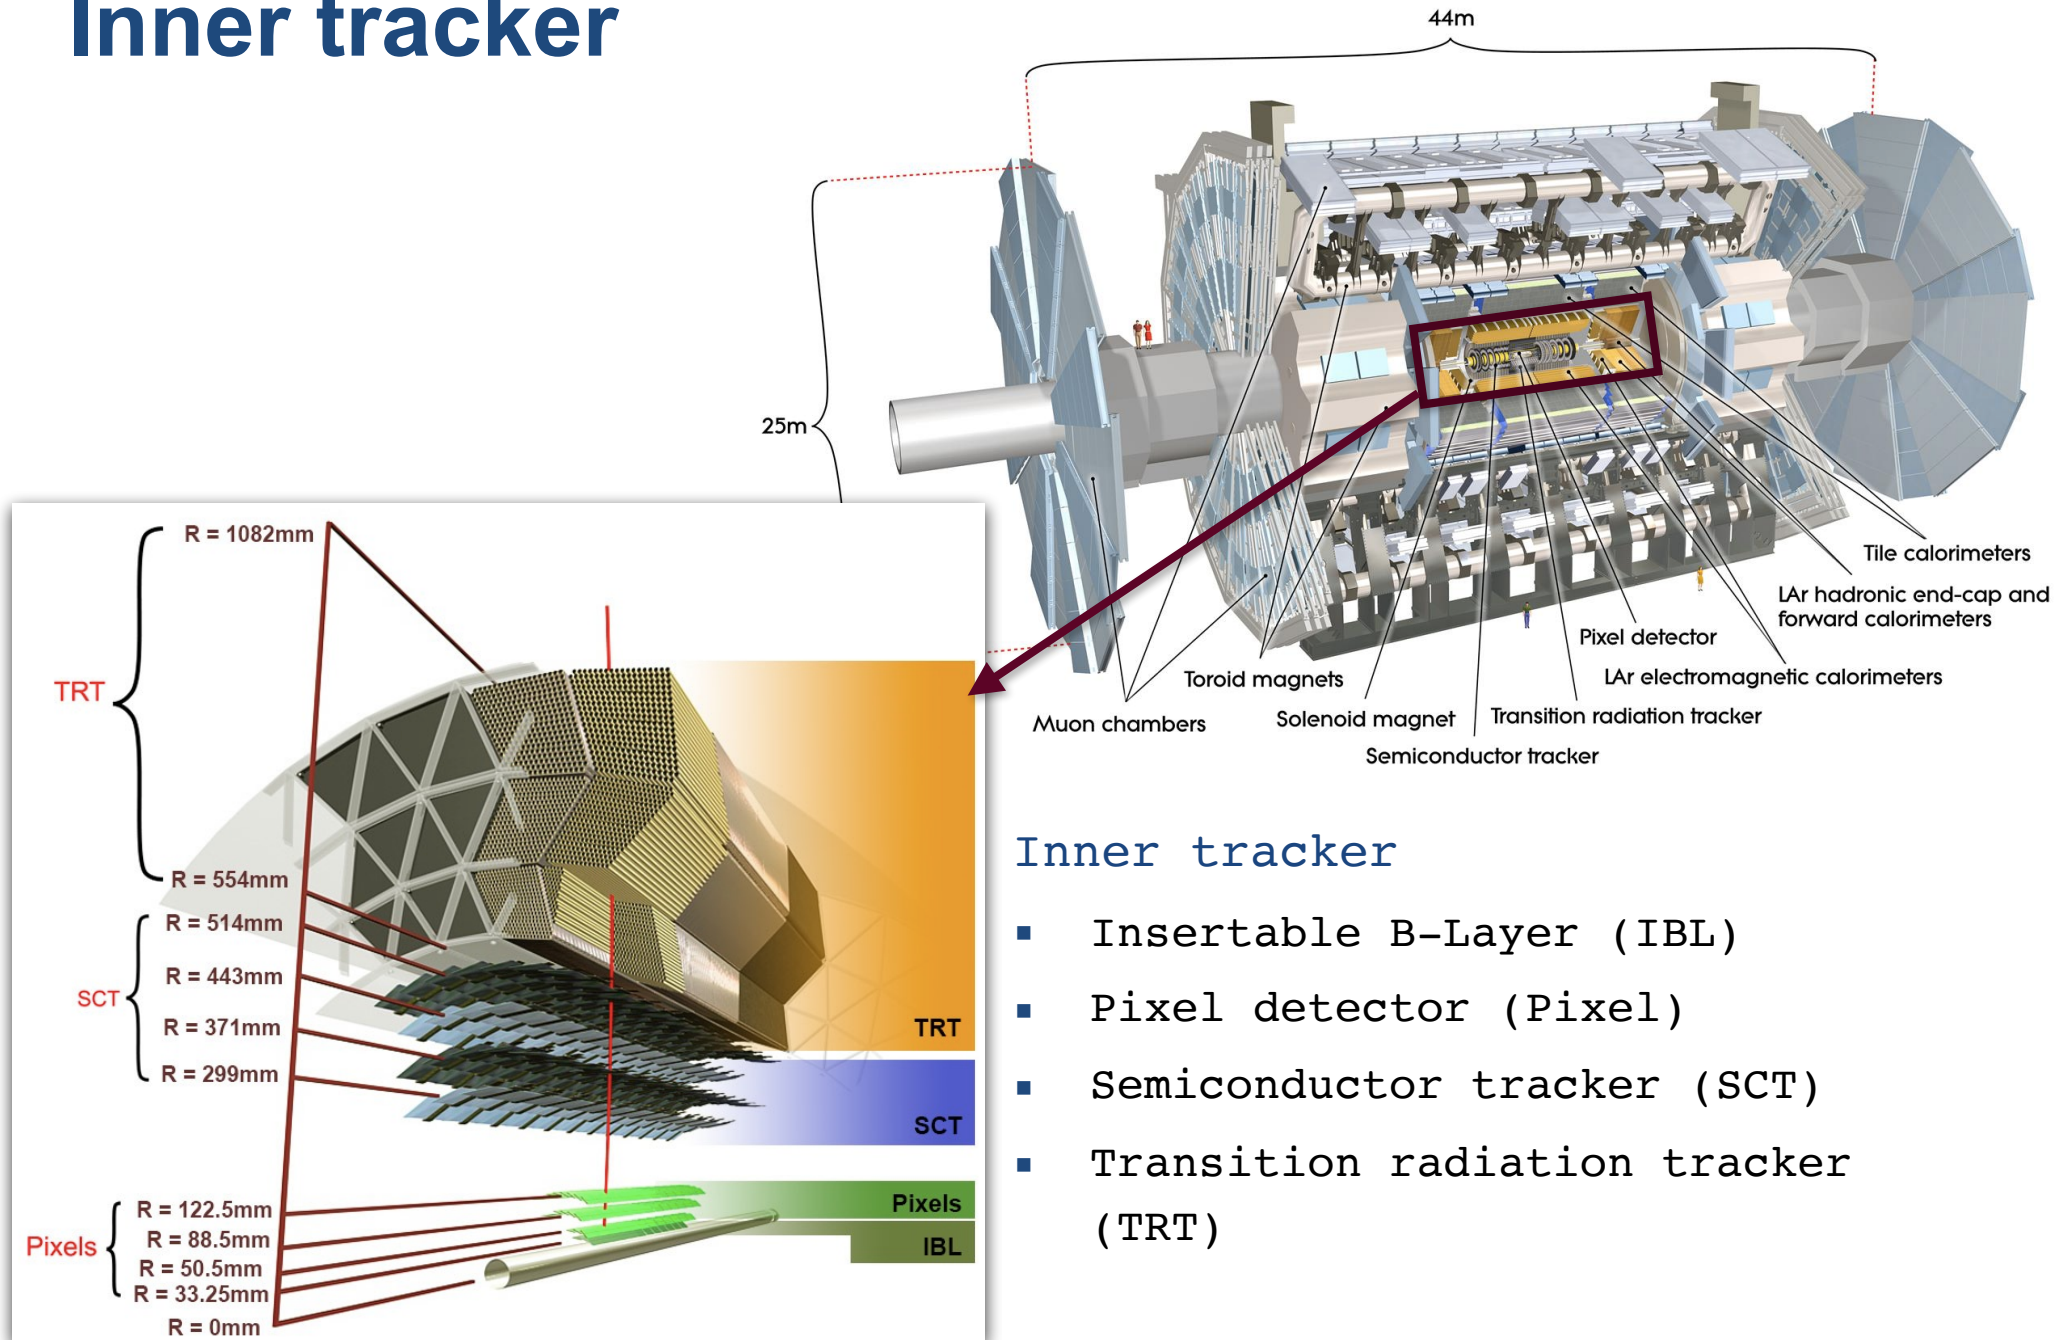 Inner tracker
44m
25m
Tile calorimeters
LAr hadronic end-cap and
forward calorimeters
Pixel detector
LAr electromagnetic calorimeters
Toroid magnets
Solenoid magnet
Transition radiation tracker
Muon chambers
Semiconductor tracker
R = 1082mm
TRT
R = 554mm
R = 514mm
R = 443mm
SCT
R = 371mm
R = 299mm
TRT
SCT
R = 122.5mm
R = 88.5mm
Pixels
R = 50.5mm
R = 33.25mm
R = 0mm
Pixels
IBL
Inner tracker
▪ Insertable B-Layer (IBL)
▪ Pixel detector (Pixel)
▪ Semiconductor tracker (SCT)
▪ Transition radiation tracker
(TRT)